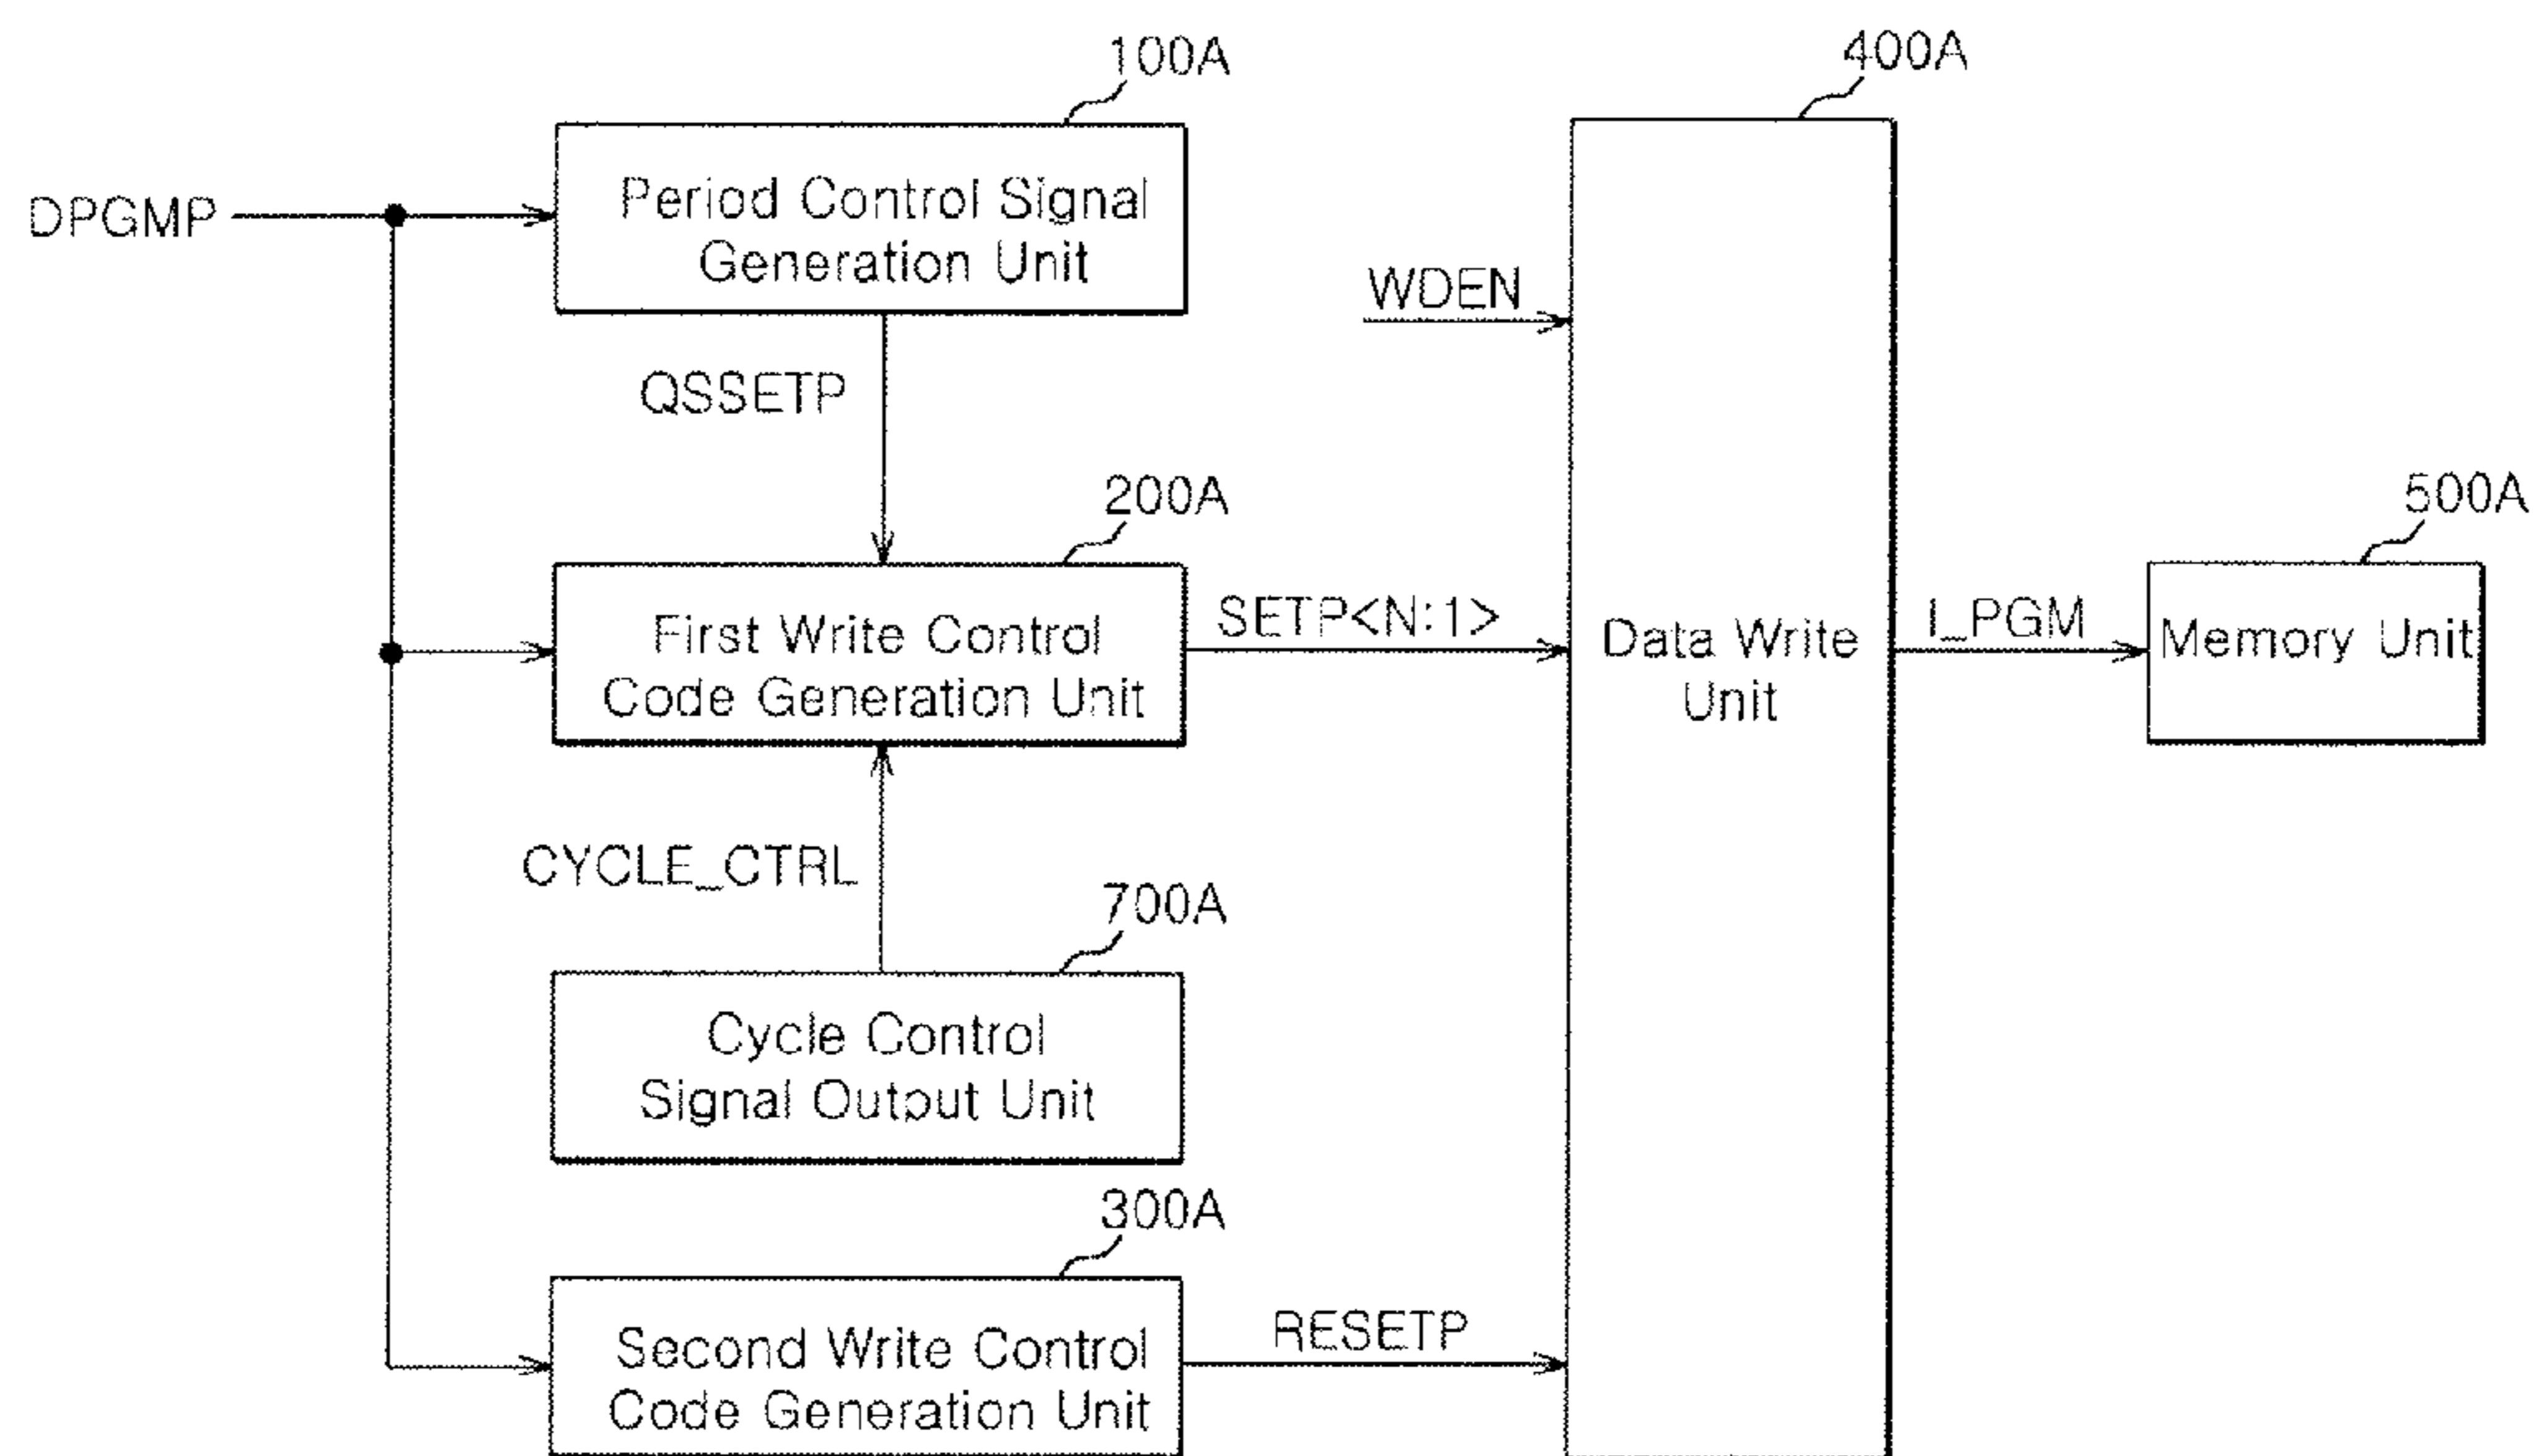 100A
400A
DPGMP
Period Control Signal
Generation Unit
WDEN
QSSETP
200A
500A
First Write Control
Code Generation Unit
SETP<N:1>
Data Write
Unit
I_PGM
Memory Unit
CYCLE_CTRL
700A
Cycle Control
Signal Output Unit
300A
Second Write Control
Code Generation Unit
RESETP